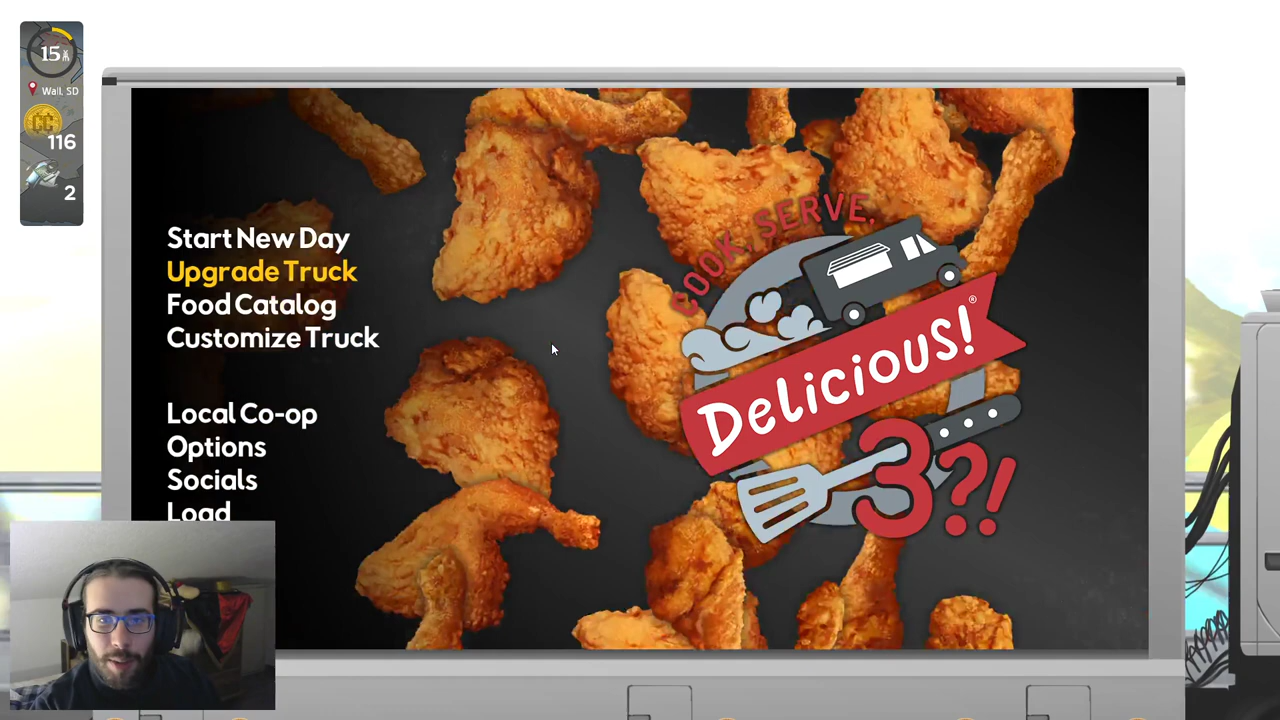 15
Wall, SD
CC
116
2
Start New Day
Upgrade Truck
Food Catalog
Customize Truck
Local Co-op
Options
Socials
Load
COOK, SERVE,
Delicious!®
3?!